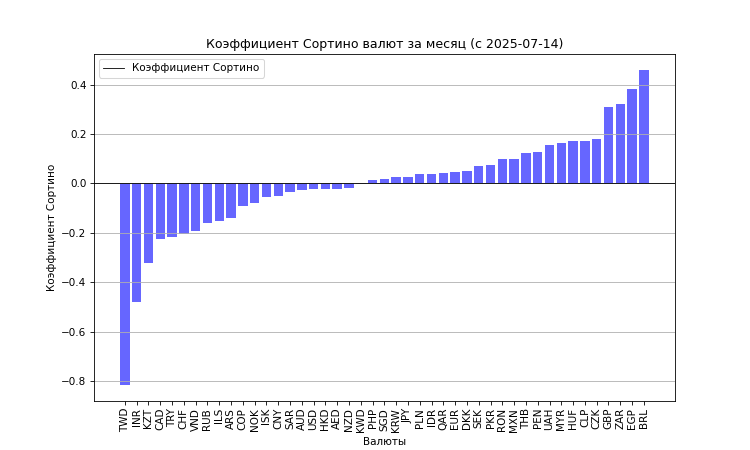 Коэффициент Сортино валют за месяц (с 2025-07-14)
Коэффициент Сортино
Коэффициент Сортино
0.4
0.2
0.0
−0.2
−0.4
−0.6
−0.8
TWD
INR
KZT
CAD
TRY
CHF
VND
RUB
ILS
ARS
COP
NOK
ISK
CNY
SAR
AUD
USD
HKD
AED
NZD
KWD
PHP
SGD
KRW
JPY
PLN
IDR
QAR
EUR
DKK
SEK
PKR
RON
MXN
THB
PEN
UAH
MYR
HUF
CLP
CZK
GBP
ZAR
EGP
BRL
Валюты